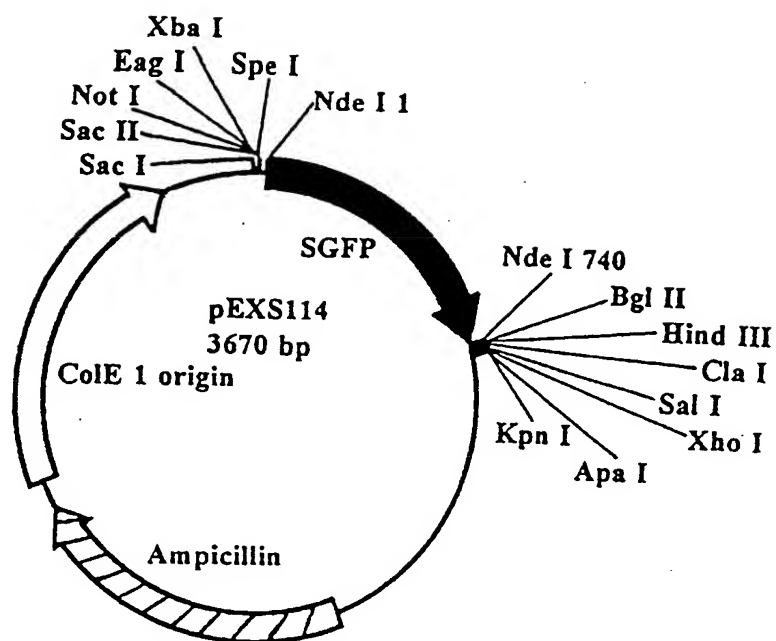 Xba I
Eag I
Spe I
Not I
Nde I 1
Sac II
Sac I
SGFP
Nde I 740
Bgl II
pEXS114
3670 bp
Hind III
ColE 1 origin
Cla I
Sal I
Kpn I
Xho I
Apa I
Ampicillin